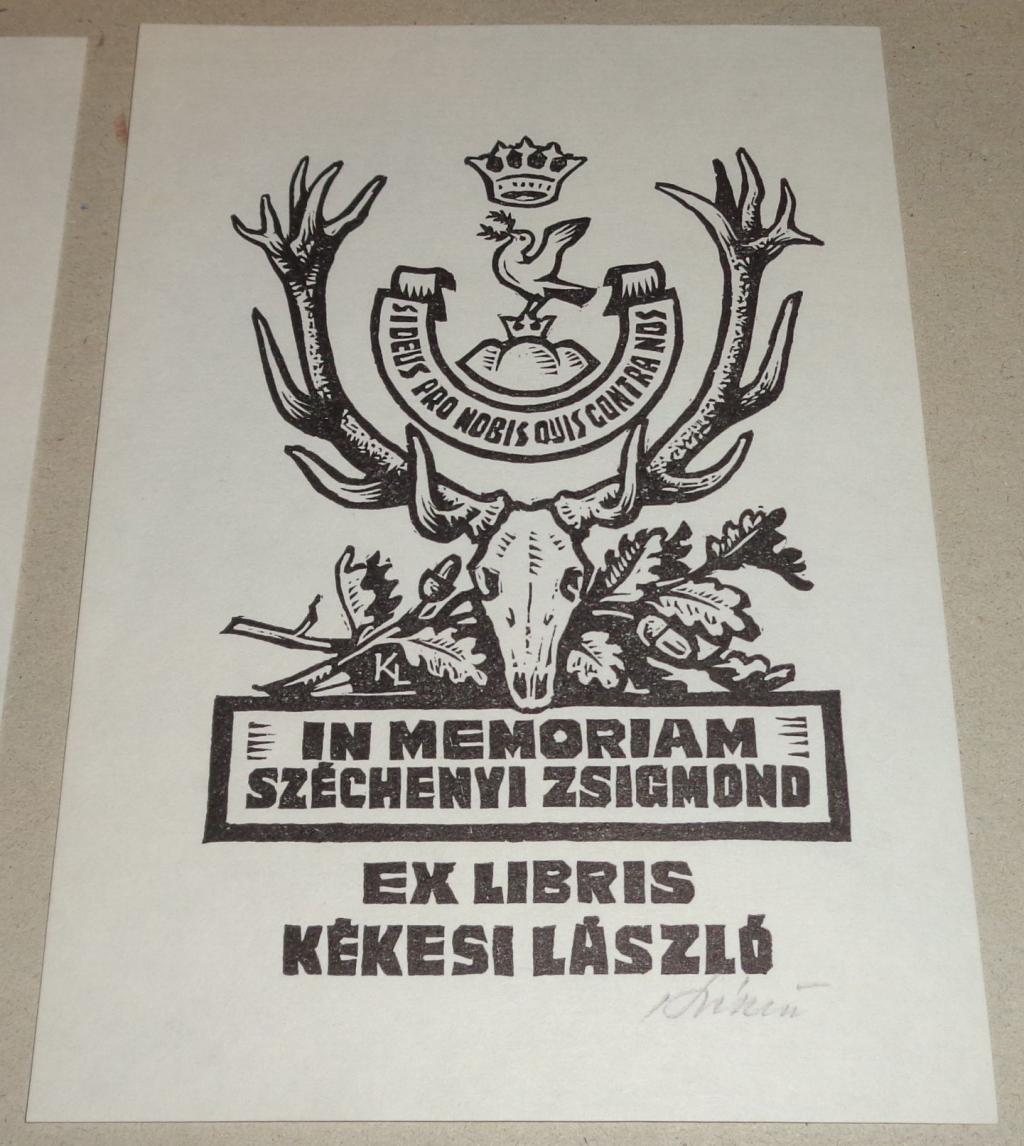 SI DEUS PRO NOBIS QUIS CONTRA NOS
KL
IN MEMORIAM
SZÉCHENYI ZSIGMOND
EX LIBRIS
KÉKESI LÁSZLÓ